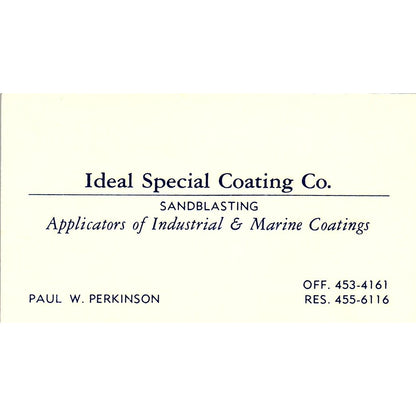 Ideal Special Coating Co.
SANDBLASTING
Applicators of Industrial & Marine Coatings
OFF. 453-4161
PAUL W. PERKINSON RES. 455-6116